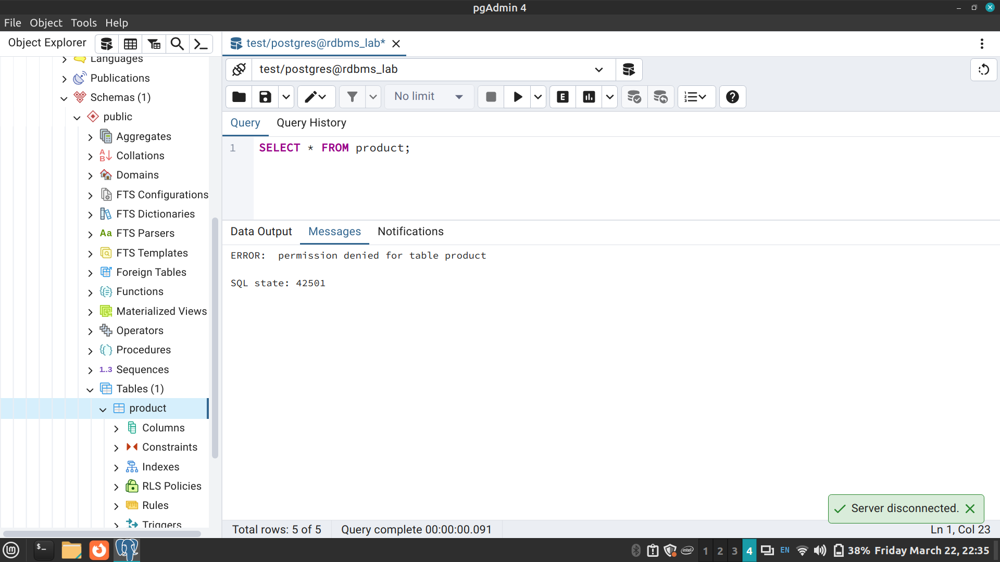 pgAdmin 4
File Object Tools Help
Object Explorer
test/postgres@rdbms_lab*
Languages
Publications
Schemas (1)
public
Aggregates
Collations
Domains
FTS Configurations
FTS Dictionaries
Aa FTS Parsers
FTS Templates
Foreign Tables
Functions
Materialized Views
Operators
Procedures
1..3 Sequences
Tables (1)
product
Columns
Constraints
Indexes
RLS Policies
Rules
Triggers
test/postgres@rdbms_lab
No limit
E
Query Query History
1 SELECT * FROM product;
Data Output Messages Notifications
ERROR:  permission denied for table product
SQL state: 42501
Server disconnected.
Total rows: 5 of 5 Query complete 00:00:00.091 Ln 1, Col 23
$_ intel 1 2 3 4 EN 38% Friday March 22, 22:35